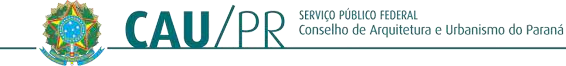 CAU/PR
SERVIÇO PÚBLICO FEDERAL
Conselho de Arquitetura e Urbanismo do Paraná